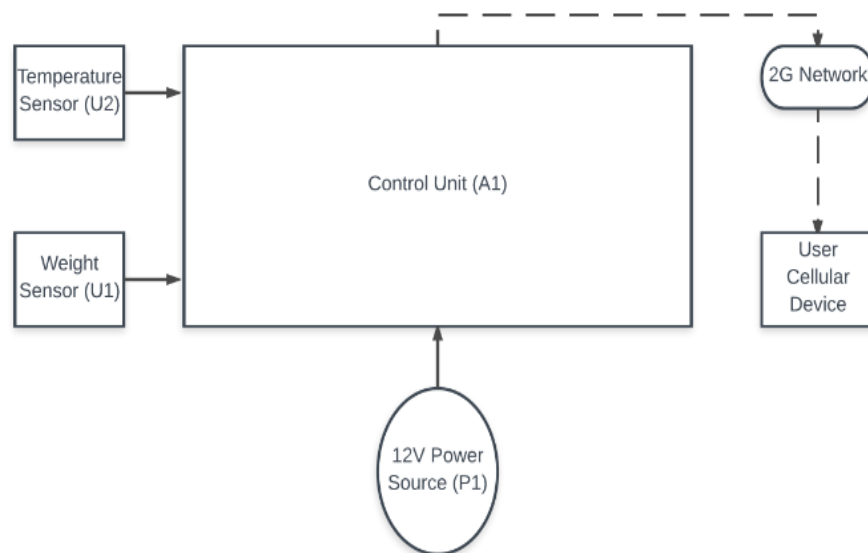 Temperature
Sensor (U2)
2G Network
Control Unit (A1)
Weight
Sensor (U1)
User
Cellular
Device
12V Power
Source (P1)